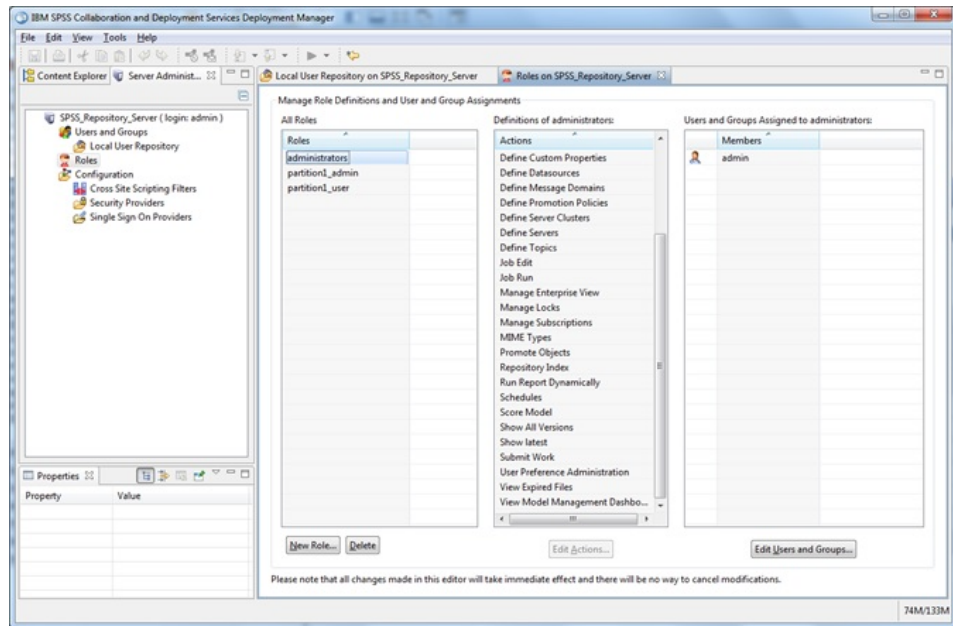 IBM SPSS Collaboration and Deployment Services Deployment Manager
File Edit View Tools Help
Content Explorer Server Administ...
Local User Repository on SPSS_Repository_Server Roles on SPSS_Repository_Server
SPSS_Repository_Server ( login: admin )
Users and Groups
Local User Repository
Roles
Configuration
Cross Site Scripting Filters
Security Providers
Single Sign On Providers
Properties
Property Value
Manage Role Definitions and User and Group Assignments
All Roles
Roles
administrators
partition1_admin
partition1_user
New Role... Delete
Definitions of administrators:
Actions
Define Custom Properties
Define Datasources
Define Message Domains
Define Promotion Policies
Define Server Clusters
Define Servers
Define Topics
Job Edit
Job Run
Manage Enterprise View
Manage Locks
Manage Subscriptions
MIME Types
Promote Objects
Repository Index
Run Report Dynamically
Schedules
Score Model
Show All Versions
Show latest
Submit Work
User Preference Administration
View Expired Files
View Model Management Dashbo...
Edit Actions...
Users and Groups Assigned to administrators:
Members
admin
Edit Users and Groups...
Please note that all changes made in this editor will take immediate effect and there will be no way to cancel modifications.
74M/133M